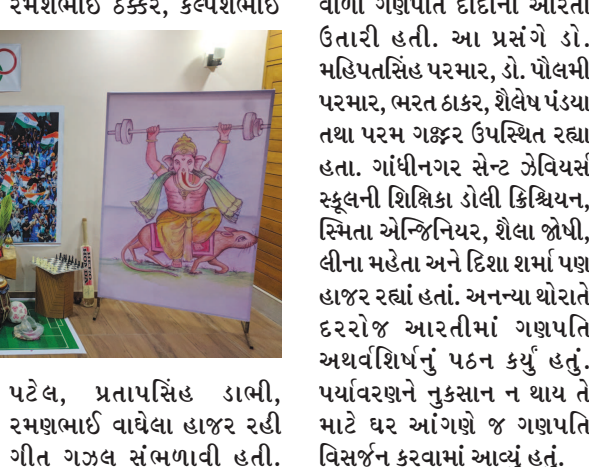 રમેશભાઈ ઠક્કર, કલ્પેશભાઈ
પટેલ, પ્રતાપસિંહ ડાભી,
રમણભાઈ વાઘેલા હાજર રહી
ગીત ગઝલ સંભળાવી હતી.
વાળા ગણપતિ દાદાની આરતી
ઉતારી હતી. આ પ્રસંગે ડો.
મહિપતસિંહ પરમાર, ડો. પૌલમી
પરમાર, ભરત ઠાકર, શૈલેષ પંડયા
તથા પરમ ઉપસ્થિત રહ્યા
હતા. ગાંધીનગર સેન્ટ ઝેવિયર્સ
સ્કૂલની શિક્ષિકા ડોલી ક્રિશ્ચિયન,
સ્મિતા એન્જિનિયર, શૈલા જોષી,
લીના મહેતા અને દિશા શર્મા પણ
હાજર રહ્યાં હતાં. અનન્યા થોરાતે
દરરોજ આરતીમાં ગણપતિ
અથર્વશિર્ષનું પઠન કર્યું હતું.
પર્યાવરણને નુકસાન ન થાય તે
માટે ઘર આંગણે જ ગણપતિ
વિસર્જન કરવામાં આવ્યું હતું.